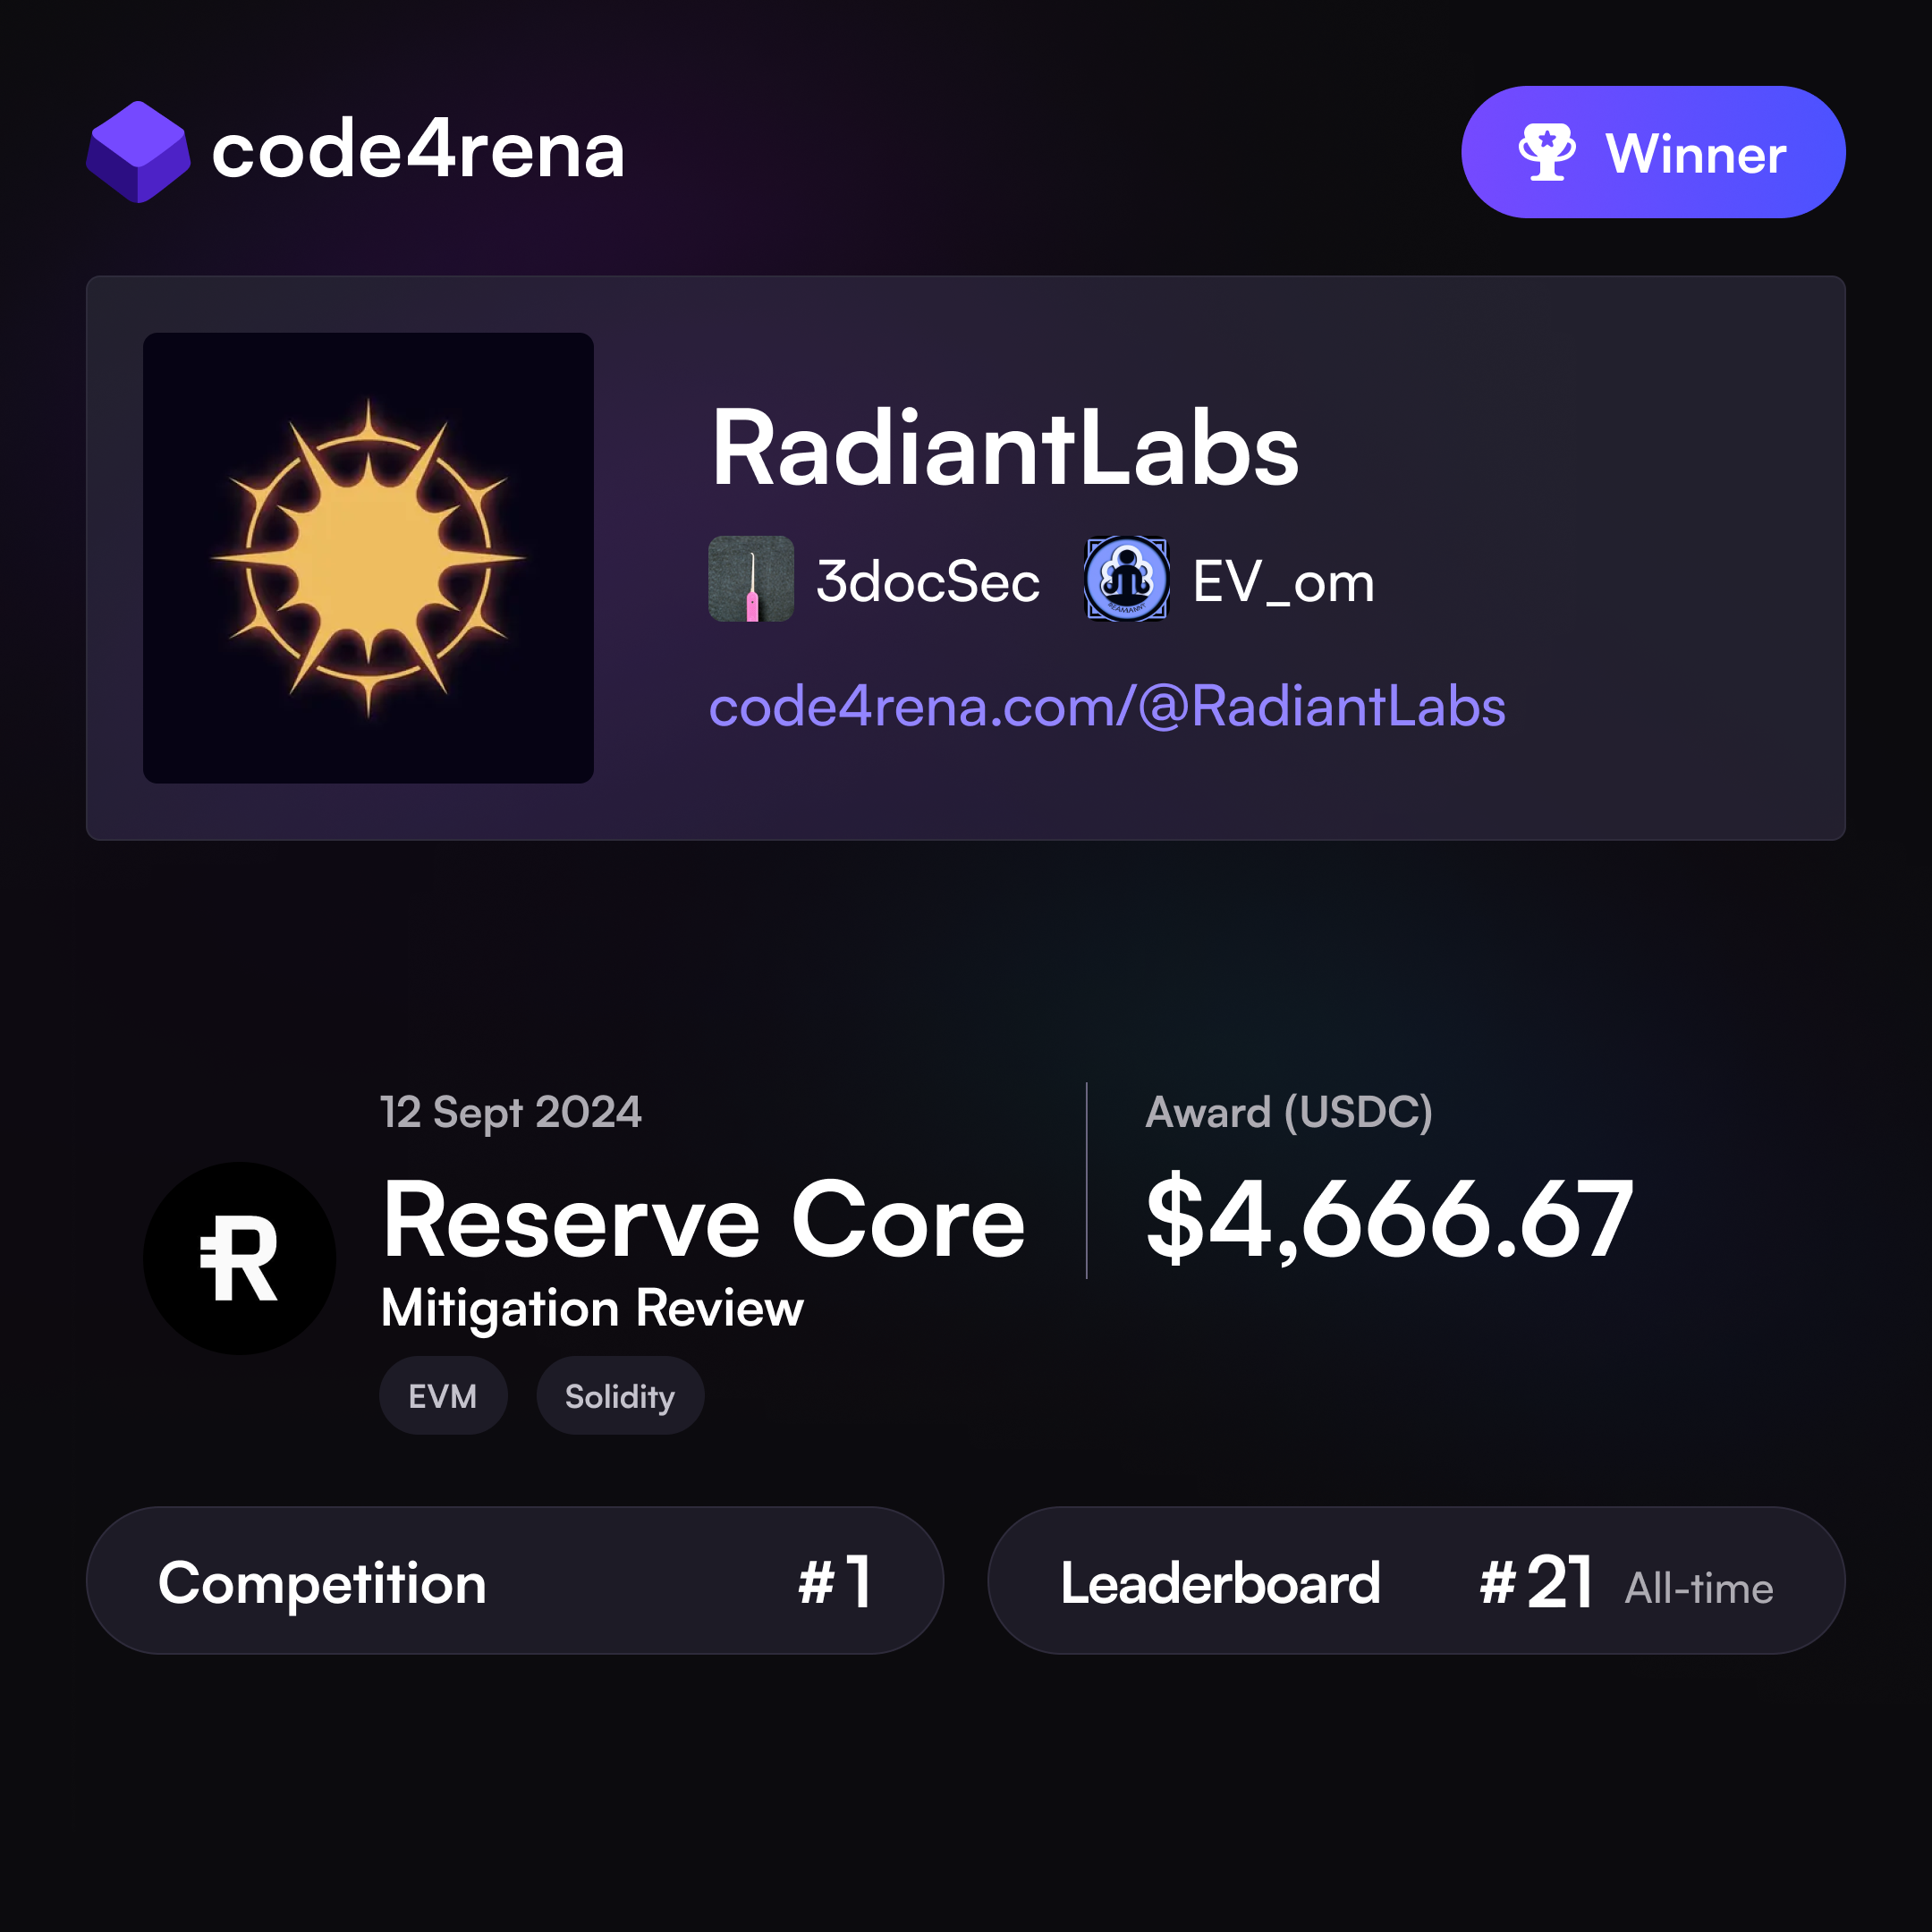 code4rena
Winner
RadiantLabs
3docSec EV_om
code4rena.com/@RadiantLabs
12 Sept 2024
Reserve Core
Mitigation Review
EVM Solidity
Award (USDC)
$4,666.67
Competition #1
Leaderboard #21 All-time